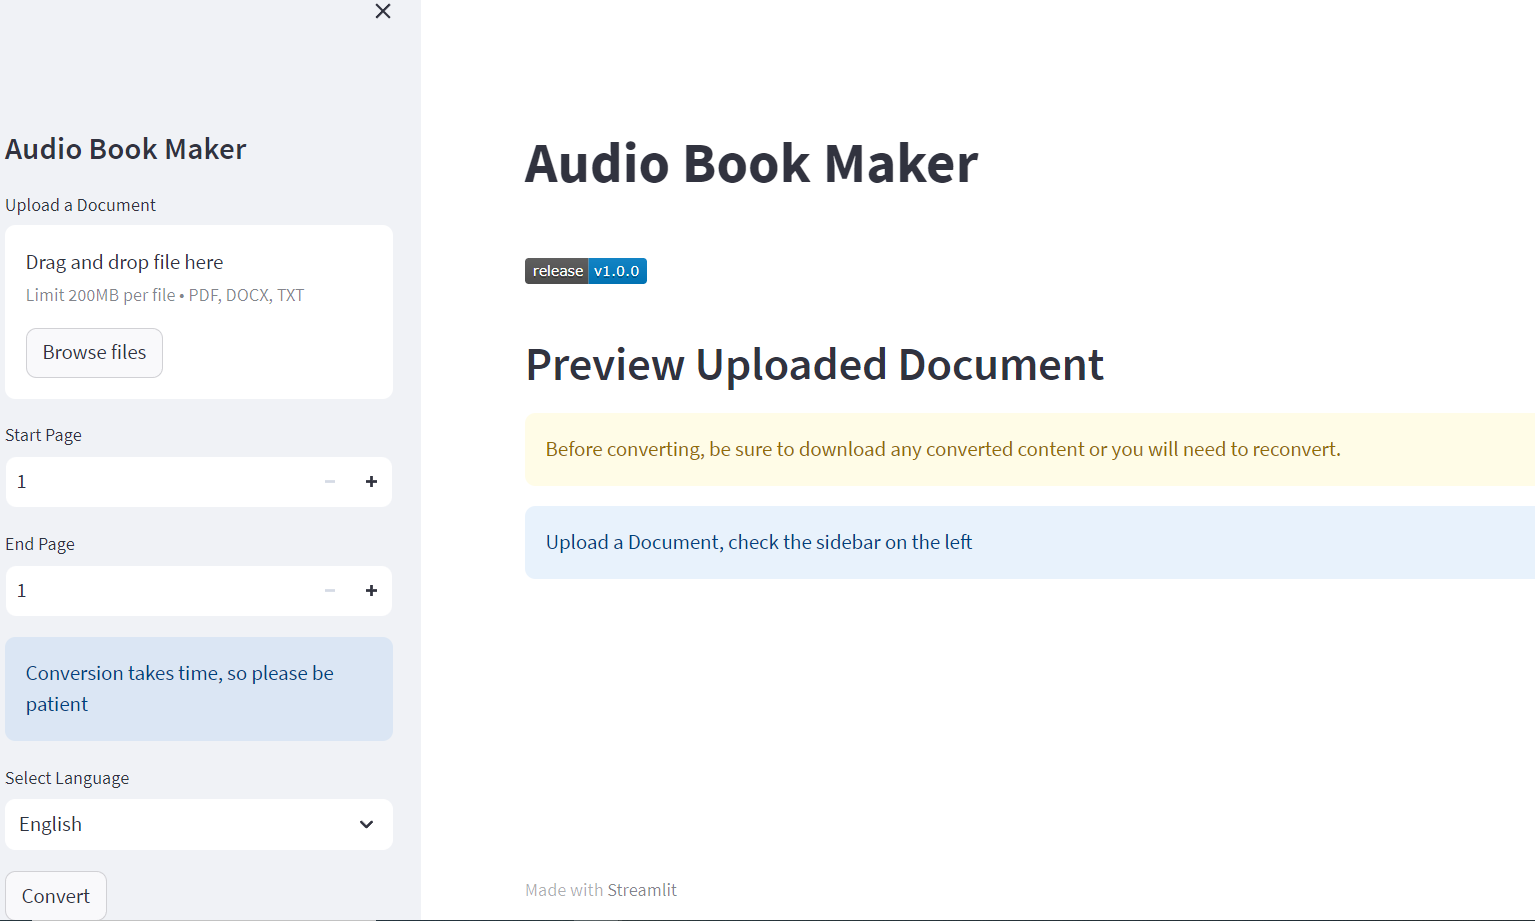 Audio Book Maker
Upload a Document
Drag and drop file here
Limit 200MB per file • PDF, DOCX, TXT
Browse files
Start Page
1
End Page
1
Conversion takes time, so please be
patient
Select Language
English
Convert
Audio Book Maker
release v1.0.0
Preview Uploaded Document
Before converting, be sure to download any converted content or you will need to reconvert.
Upload a Document, check the sidebar on the left
Made with Streamlit